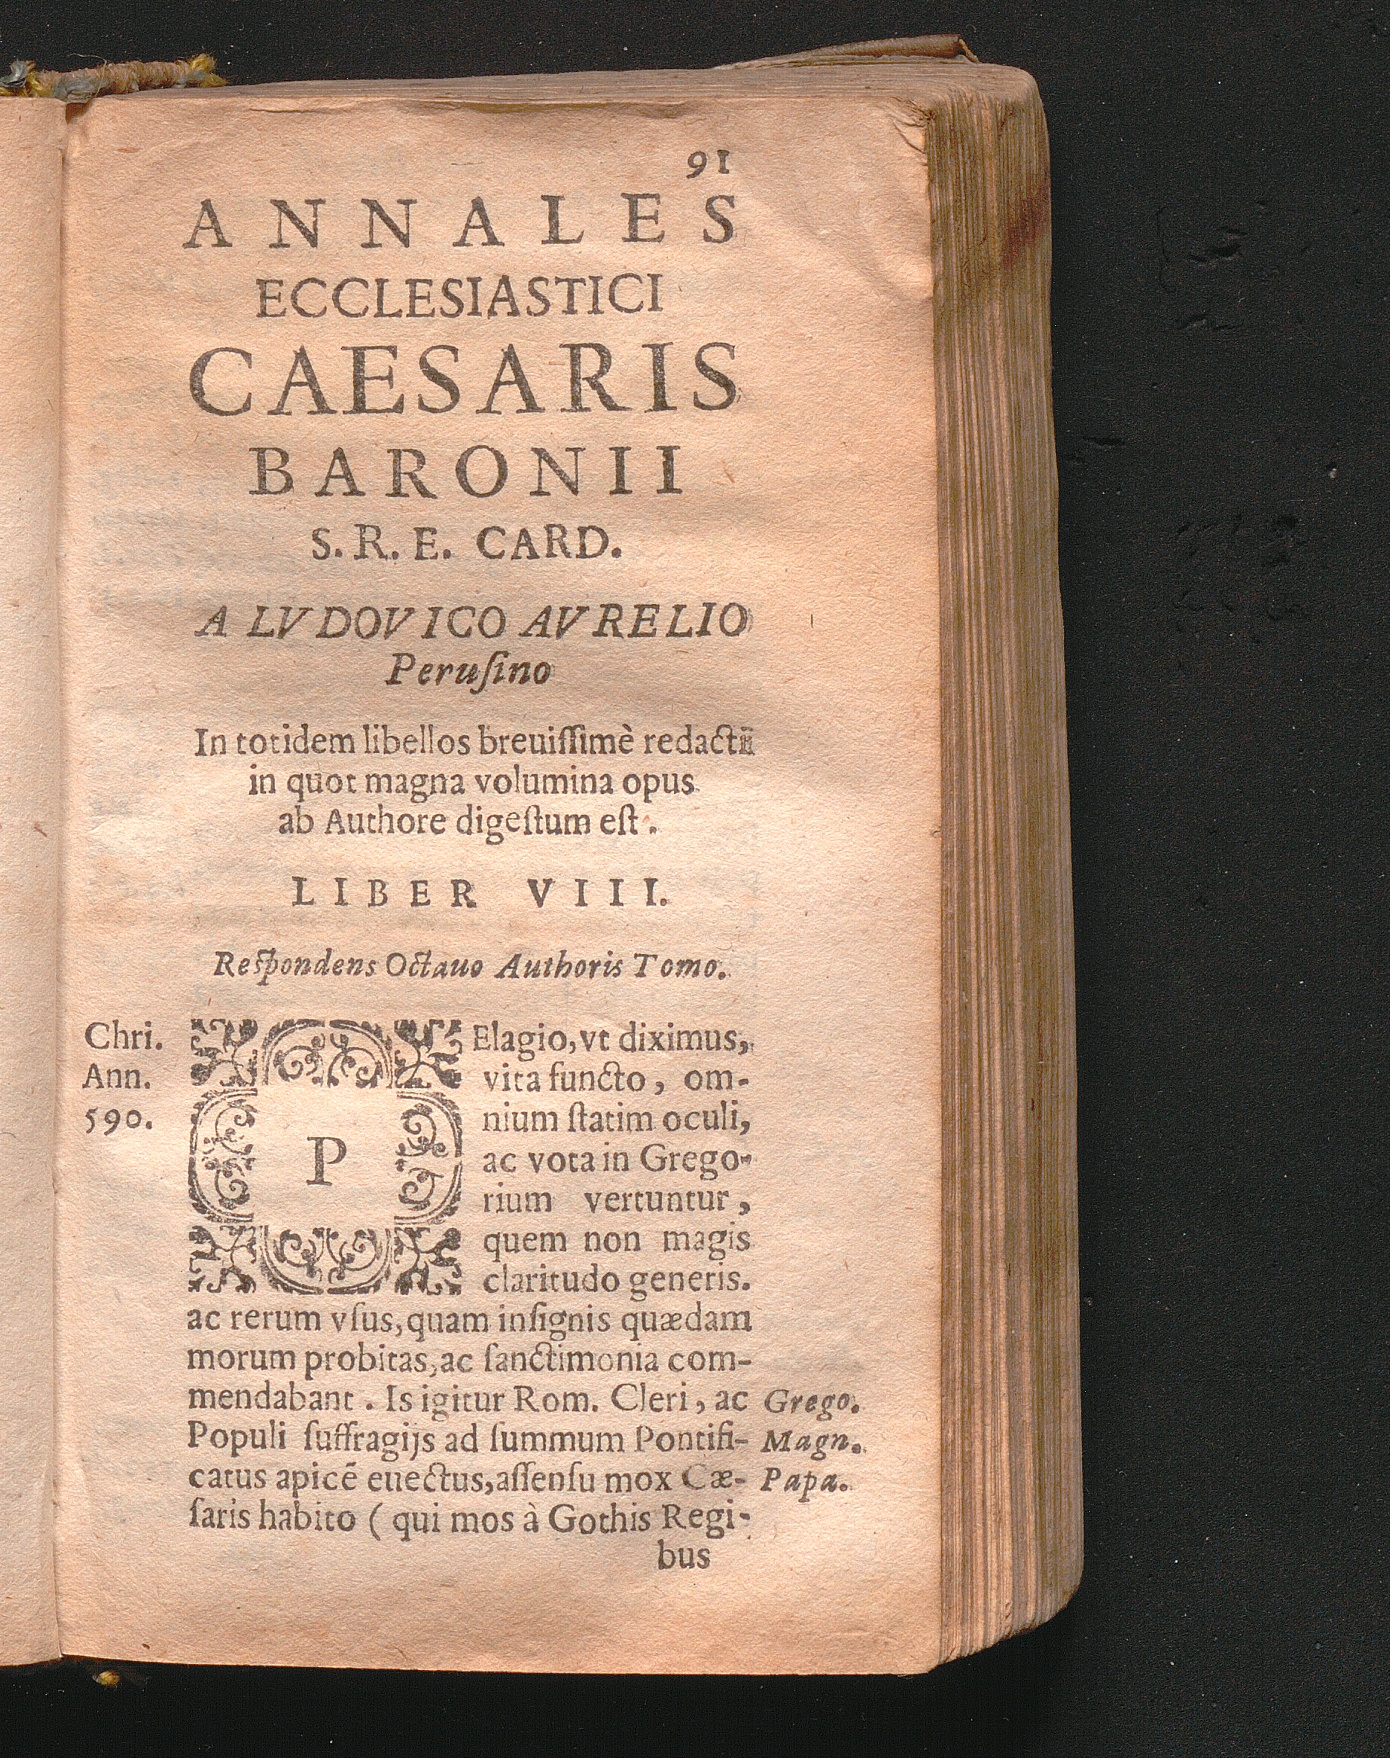 91
ANNALES
ECCLESIASTICI
CAESARIS
BARONII
S. R. E. CARD.
A LVDOVICO AVRELIO
Peruſino
In totidem libellos breuiſſimè redacti
in quot magna volumina opus
ab Authore digeſtum eſt.
LIBER VIII.
Reſpondens Octauo Authoris Tomo.
Chri.
Ann.
590.
PElagio, vt diximus,
vita functo, om-
nium ſtatim oculi,
ac vota in Grego-
rium vertuntur,
quem non magis
claritudo generis.
ac rerum vſus, quam inſignis quædam
morum probitas, ac ſanctimonia com-
mendabant. Is igitur Rom. Cleri, ac
Populi ſuffragijs ad ſummum Pontifi-
catus apicē euectus, aſſenſu mox Cæ-
ſaris habito ( qui mos à Gothis Regi-
bus
Grego.
Magn.
Papa.